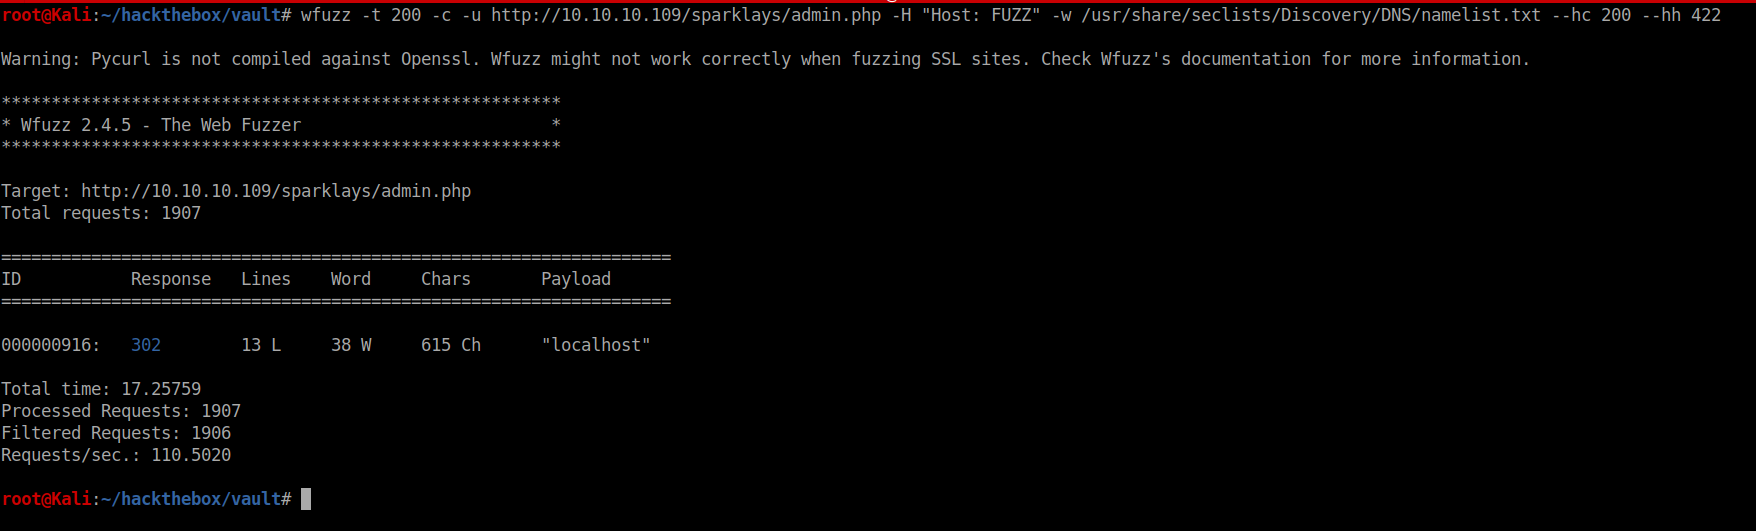 root@Kali:~/hackthebox/vault# wfuzz -t 200 -c -u http://10.10.10.109/sparklays/admin.php -H "Host: FUZZ" -w /usr/share/seclists/Discovery/DNS/namelist.txt --hc 200 --hh 422
Warning: Pycurl is not compiled against Openssl. Wfuzz might not work correctly when fuzzing SSL sites. Check Wfuzz's documentation for more information.
********************************************************
* Wfuzz 2.4.5 - The Web Fuzzer                         *
********************************************************
Target: http://10.10.10.109/sparklays/admin.php
Total requests: 1907
===================================================================
ID           Response   Lines    Word     Chars       Payload
===================================================================
000000916:   302        13 L     38 W     615 Ch      "localhost"
Total time: 17.25759
Processed Requests: 1907
Filtered Requests: 1906
Requests/sec.: 110.5020
root@Kali:~/hackthebox/vault#